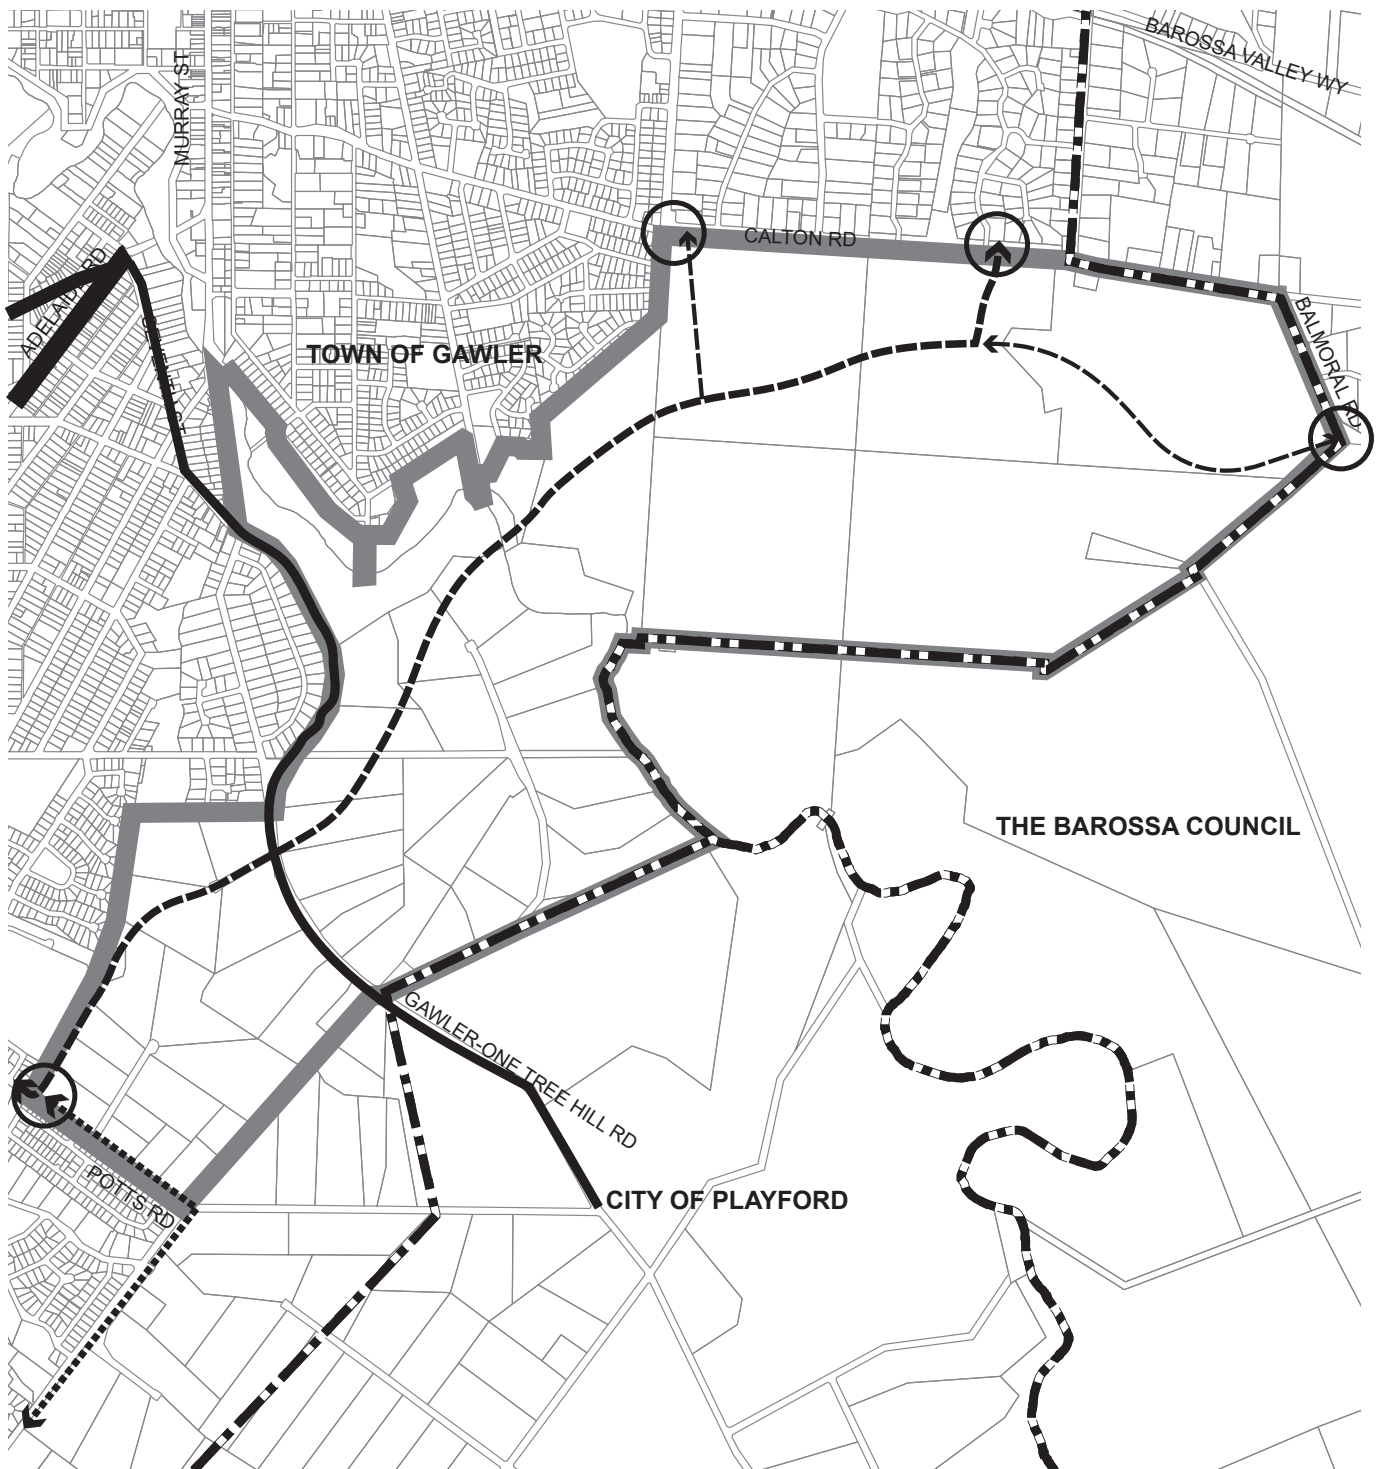 BAROSSA VALLEY WY
MURRAY ST
CALTON RD
ADELAIDE RD
BALMORAL RD
TOWN OF GAWLER
THE BAROSSA COUNCIL
GAWLER-ONE TREE HILL RD
POTTS RD
CITY OF PLAYFORD